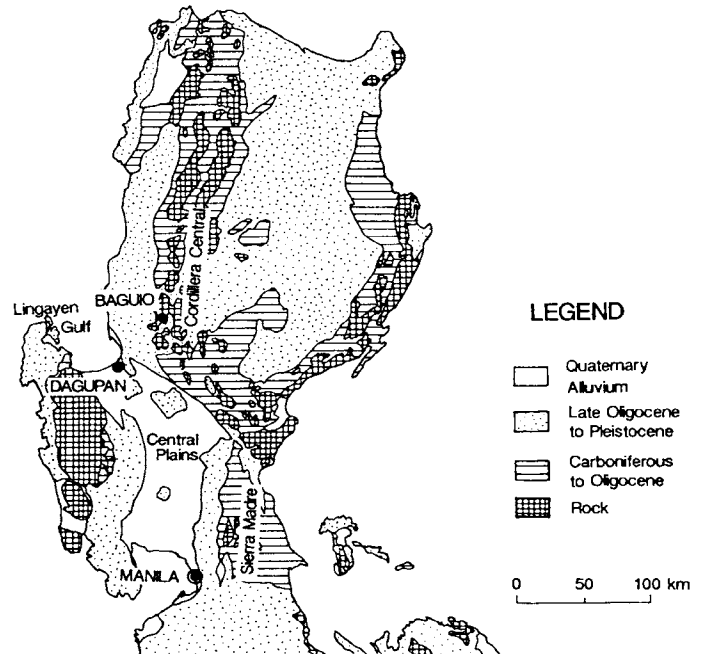 BAGUIO
Cordillera Central
Lingayen
Gulf
DAGUPAN
Central
Plains
Sierra Madre
MANILA
LEGEND
Quaternary
Alluvium
Late Oligocene
to Pleistocene
Carboniferous
to Oligocene
Rock
0 50 100 km